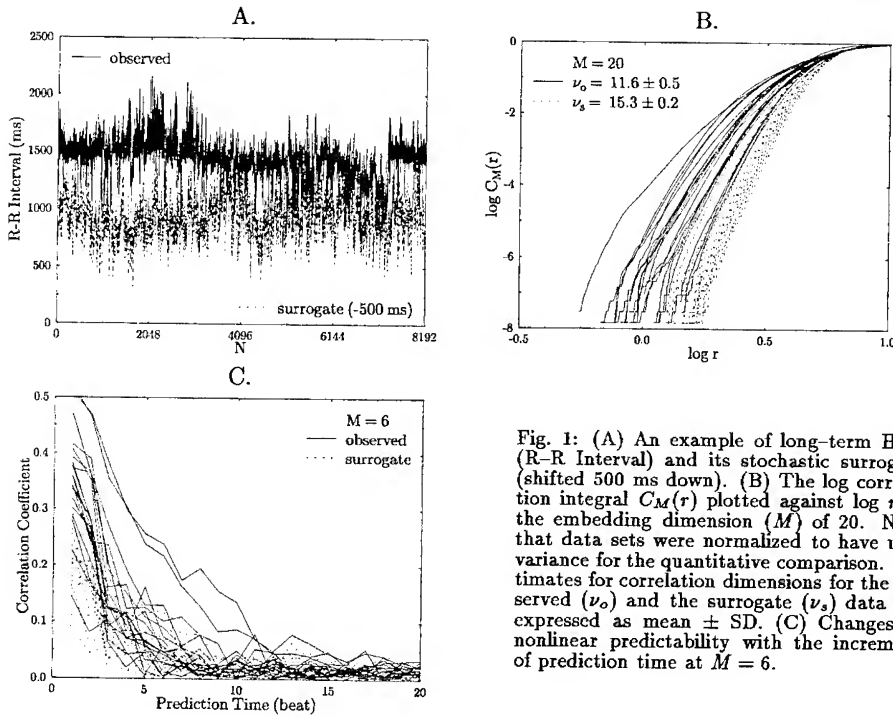 A.
2500
2000
1500
1000
500
0
R-R Interval (ms)
observed
surrogate (-500 ms)
0 2048 4096 6144 8192
N
B.
0
-2
-4
-6
-8
log C_M(r)
M = 20
ν_o = 11.6 ± 0.5
ν_s = 15.3 ± 0.2
-0.5 0.0 0.5 1.0
log r
C.
0.5
0.4
0.3
0.2
0.1
0.0
Correlation Coefficient
M = 6
observed
surrogate
0 5 10 15 20
Prediction Time (beat)
Fig. 1: (A) An example of long–term
(R–R Interval) and its stochastic surrog
(shifted 500 ms down). (B) The log corr
tion integral C_M(r) plotted against log
the embedding dimension (M) of 20. N
that data sets were normalized to have
variance for the quantitative comparison.
timates for correlation dimensions for the
served (ν_o) and the surrogate (ν_s) data
expressed as mean ± SD. (C) Changes
nonlinear predictability with the increm
of prediction time at M = 6.